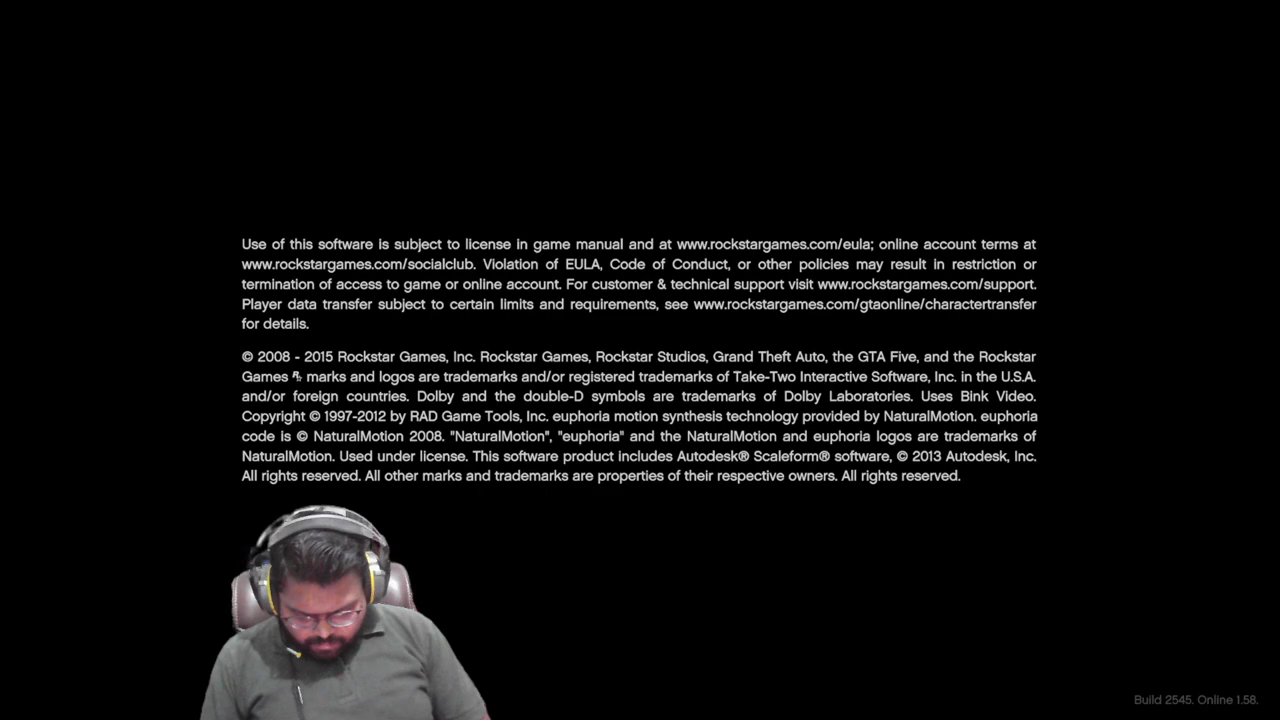 Use of this software is subject to license in game manual and at www.rockstargames.com/eula; online account terms at
www.rockstargames.com/socialclub. Violation of EULA, Code of Conduct, or other policies may result in restriction or
termination of access to game or online account. For customer & technical support visit www.rockstargames.com/support.
Player data transfer subject to certain limits and requirements, see www.rockstargames.com/gtaonline/charactertransfer
for details.
© 2008 - 2015 Rockstar Games, Inc. Rockstar Games, Rockstar Studios, Grand Theft Auto, the GTA Five, and the Rockstar
Games R* marks and logos are trademarks and/or registered trademarks of Take-Two Interactive Software, Inc. in the U.S.A.
and/or foreign countries. Dolby and the double-D symbols are trademarks of Dolby Laboratories. Uses Bink Video.
Copyright © 1997-2012 by RAD Game Tools, Inc. euphoria motion synthesis technology provided by NaturalMotion. euphoria
code is © NaturalMotion 2008. "NaturalMotion", "euphoria" and the NaturalMotion and euphoria logos are trademarks of
NaturalMotion. Used under license. This software product includes Autodesk® Scaleform® software, © 2013 Autodesk, Inc.
All rights reserved. All other marks and trademarks are properties of their respective owners. All rights reserved.
Build 2545. Online 1.58.